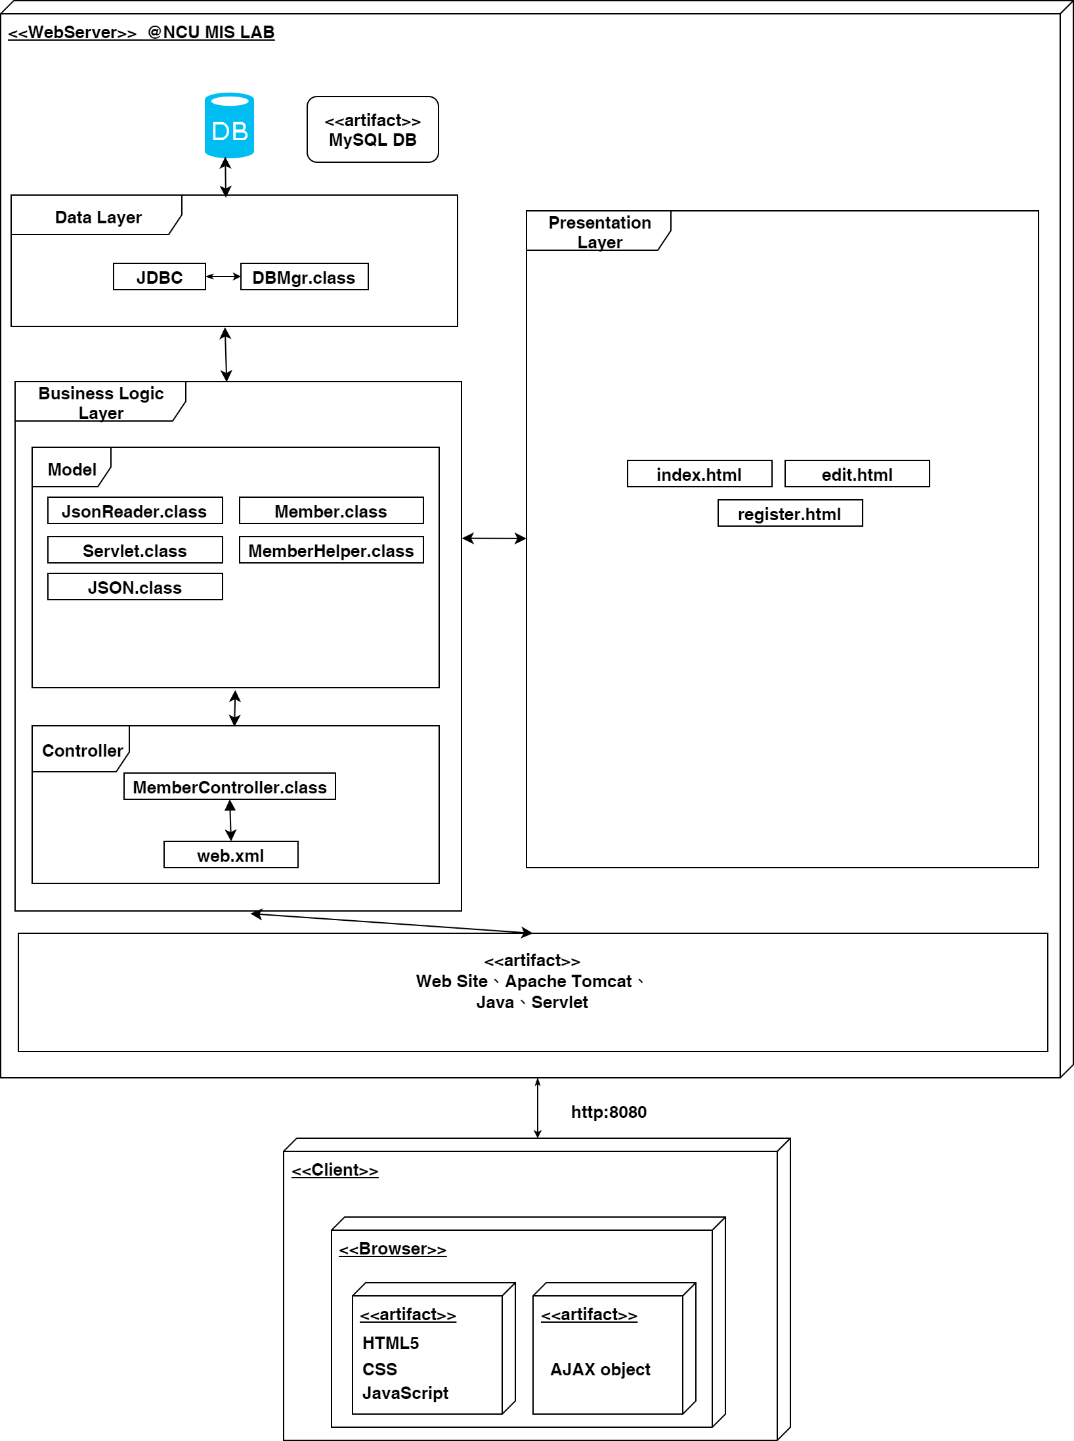 <<WebServer>> @NCU MIS LAB
DB
<<artifact>>
MySQL DB
Data Layer
JDBC
DBMgr.class
Presentation
Layer
index.html
edit.html
register.html
Business Logic
Layer
Model
JsonReader.class
Member.class
Servlet.class
MemberHelper.class
JSON.class
Controller
MemberController.class
web.xml
<<artifact>>
Web Site、Apache Tomcat、
Java、Servlet
http:8080
<<Client>>
<<Browser>>
<<artifact>>
HTML5
CSS
JavaScript
<<artifact>>
AJAX object